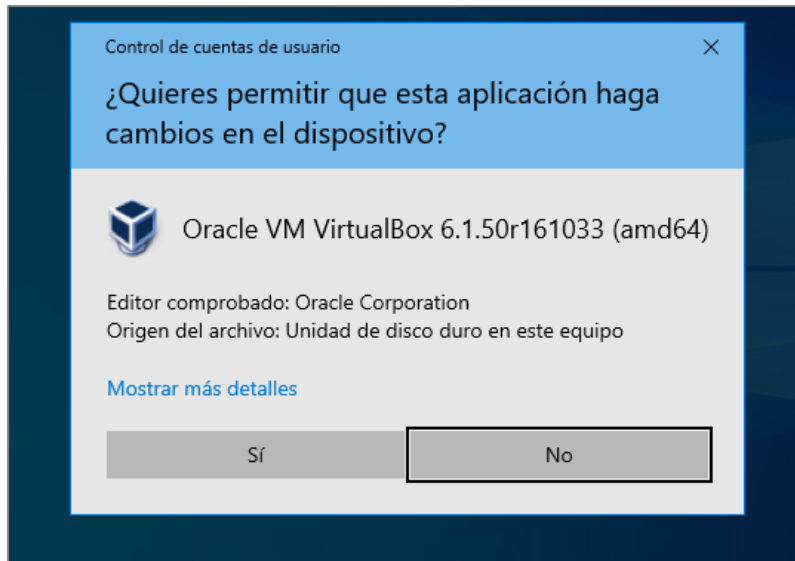 Control de cuentas de usuario
¿Quieres permitir que esta aplicación haga
cambios en el dispositivo?
Oracle VM VirtualBox 6.1.50r161033 (amd64)
Editor comprobado: Oracle Corporation
Origen del archivo: Unidad de disco duro en este equipo
Mostrar más detalles
Sí
No